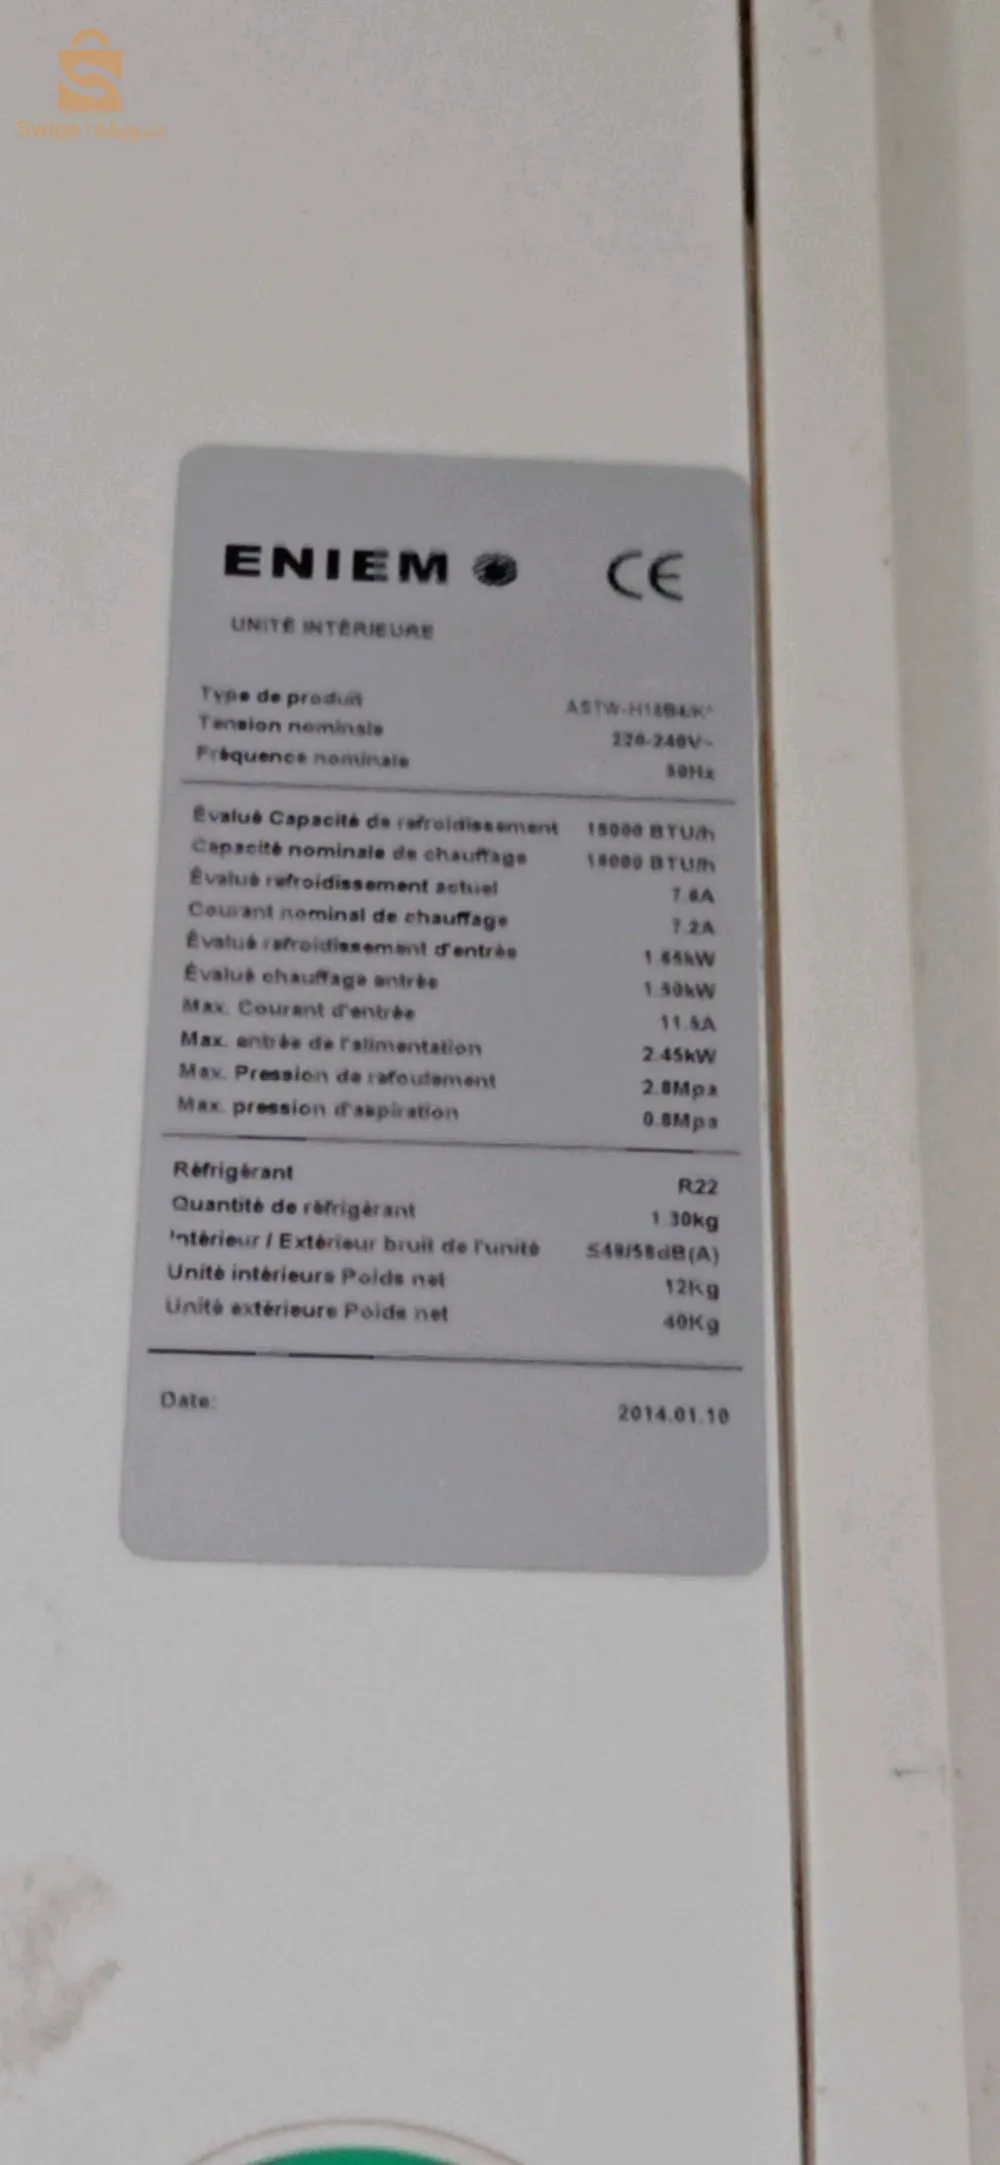 ENIEM CE
UNITÉ INTÉRIEURE
Type de produit
Tension nominale 220-240V~
Fréquence nominale 50Hz
Évalué Capacité de refroidissement 18000 BTU/h
Capacité nominale de chauffage 18000 BTU/h
Évalué refroidissement actuel
Courant nominal de chauffage 7.2A
Évalué refroidissement d'entrée
Évalué chauffage entrée 1.50kW
Max. Courant d'entrée 11.5A
Max. entrée de l'alimentation 2.45kW
Max. Pression de rafoulement 2.8Mpa
Max. pression d'aspiration 0.8Mpa
Réfrigérant R22
Quantité de réfrigérant 1.30kg
Intérieur / Extérieur bruit de l'unité
Unité intérieure Poids net 12Kg
Unité extérieure Poids net 40Kg
Date: 2014.01.10